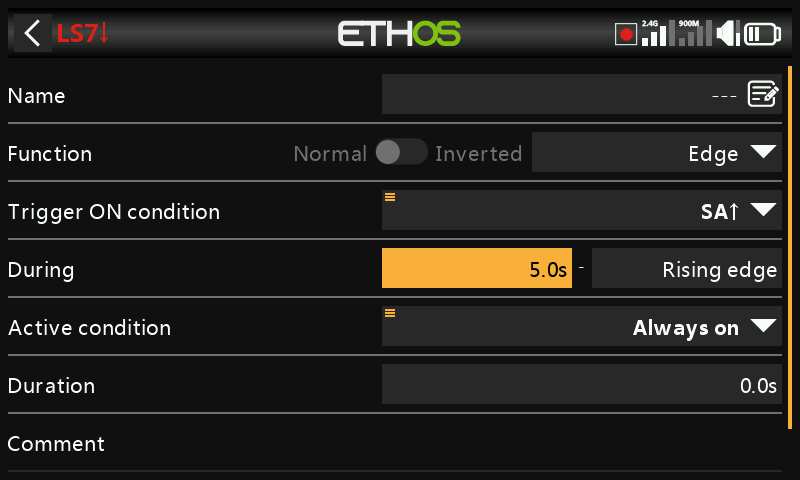 LS7↓ ETHOS 2.4G 900M
Name ---
Function Normal Inverted Edge
Trigger ON condition SA↑
During 5.0s - Rising edge
Active condition Always on
Duration 0.0s
Comment